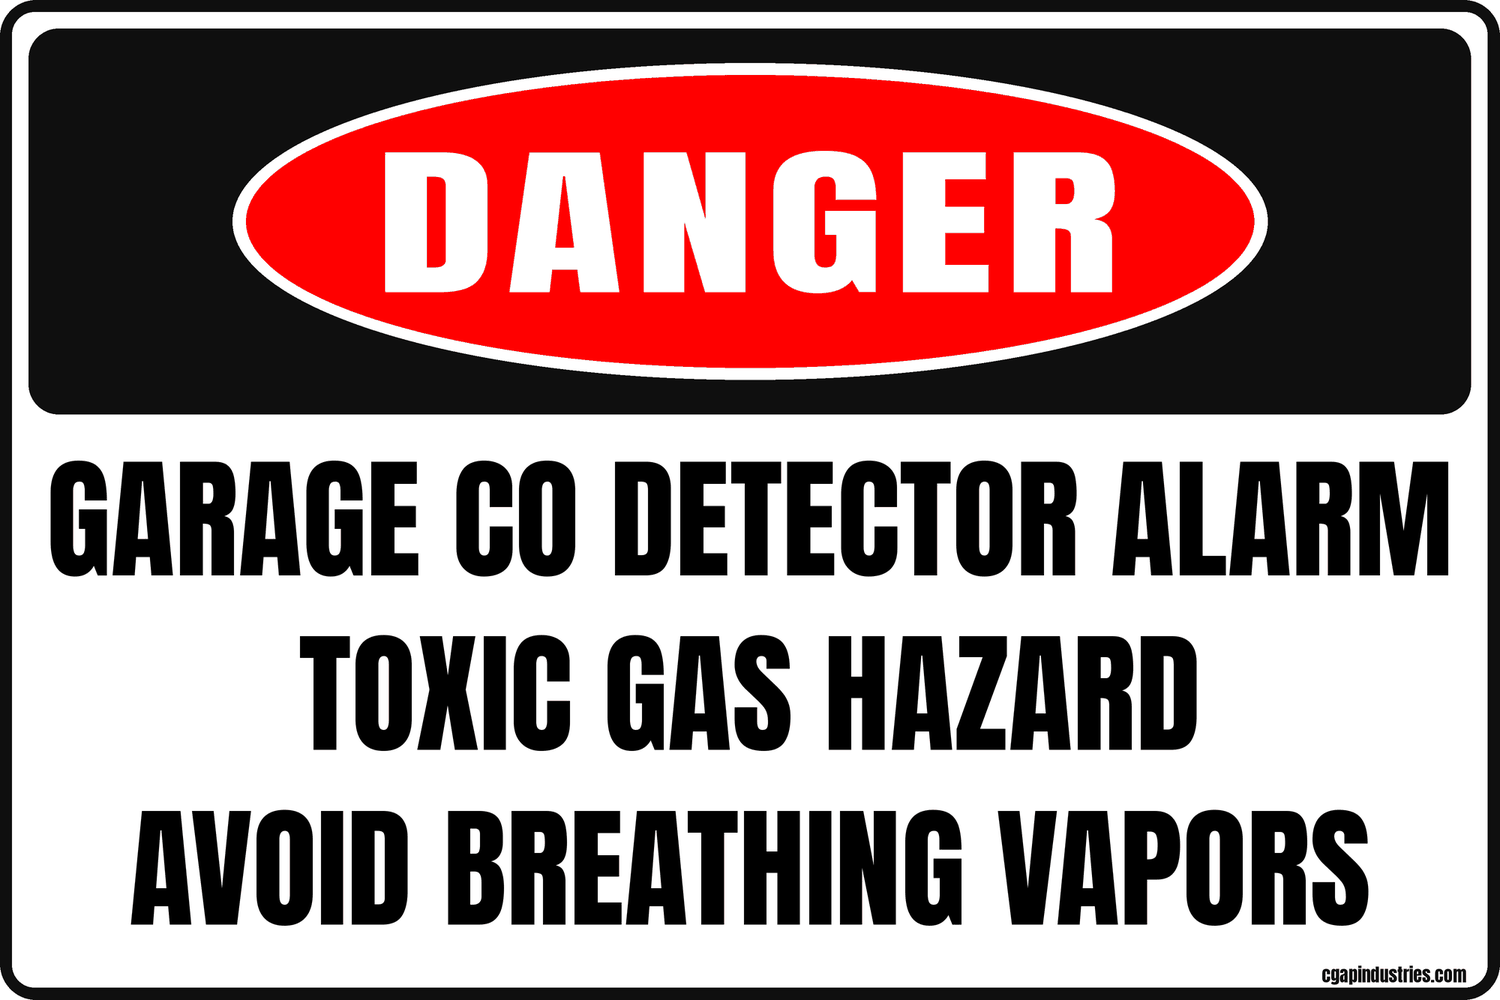 DANGER
GARAGE CO DETECTOR ALARM
TOXIC GAS HAZARD
AVOID BREATHING VAPORS
cgapindustries.com